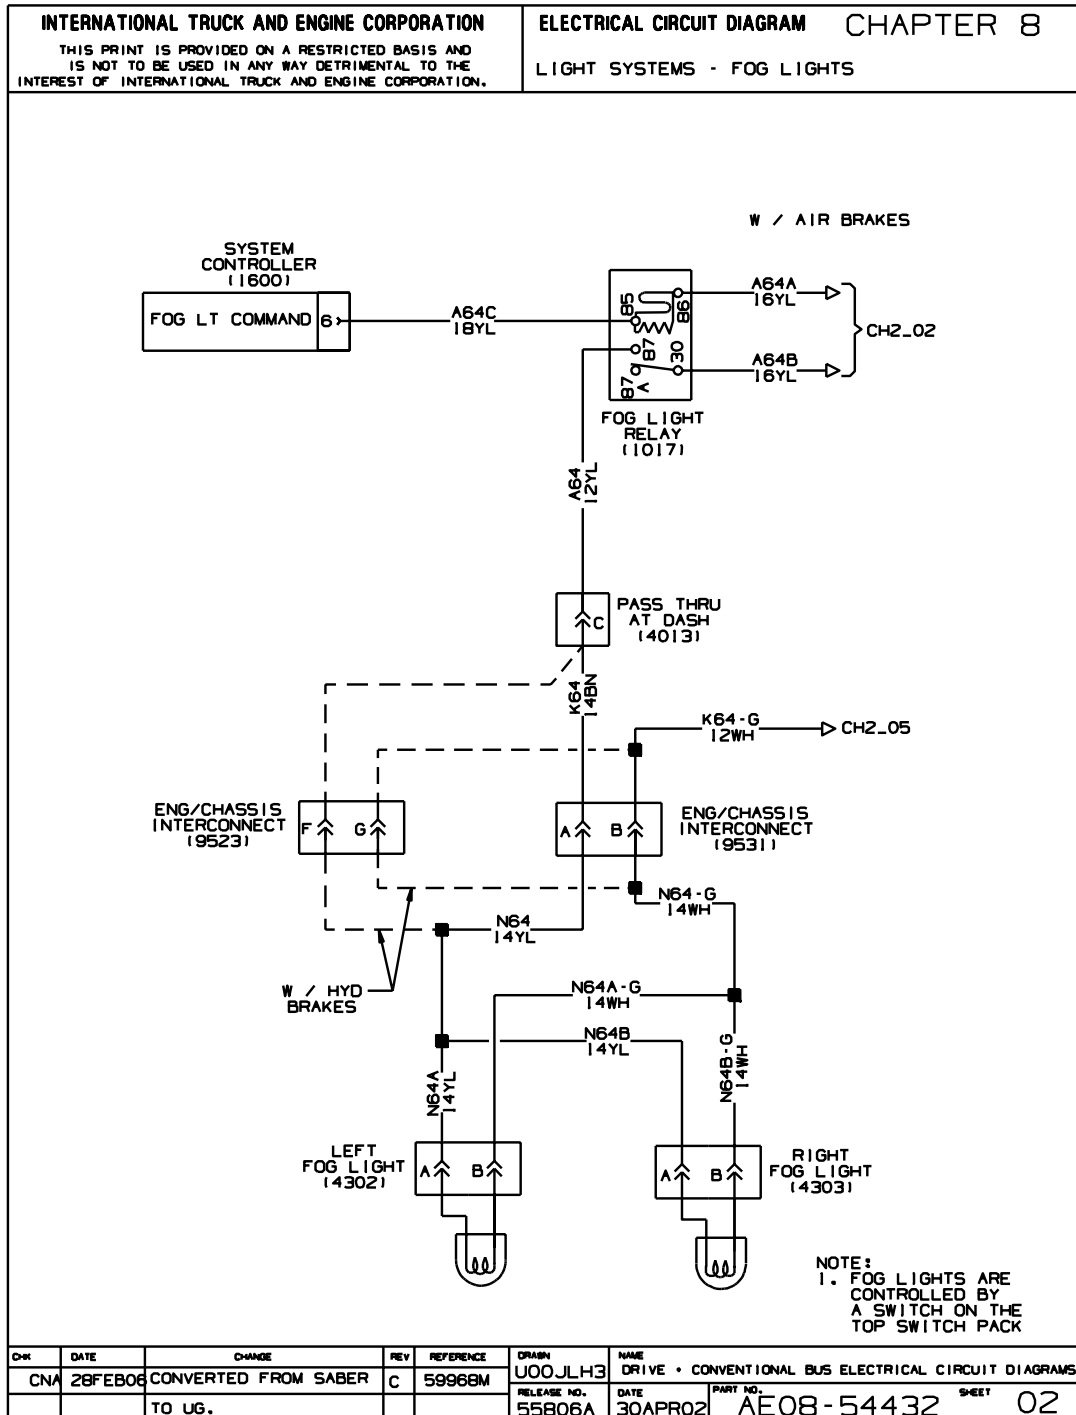 INTERNATIONAL TRUCK AND ENGINE CORPORATION
THIS PRINT IS PROVIDED ON A RESTRICTED BASIS AND
IS NOT TO BE USED IN ANY WAY DETRIMENTAL TO THE
INTEREST OF INTERNATIONAL TRUCK AND ENGINE CORPORATION.
ELECTRICAL CIRCUIT DIAGRAM CHAPTER 8
LIGHT SYSTEMS - FOG LIGHTS
W / AIR BRAKES
SYSTEM
CONTROLLER
(1600)
FOG LT COMMAND 6
A64C
18YL
85
86
87
30
87
A
A64A
16YL
A64B
16YL
CH2_02
FOG LIGHT
RELAY
(1017)
A64
12YL
C
PASS THRU
AT DASH
(4013)
K64
14BN
K64-G
12WH
CH2_05
ENG/CHASSIS
INTERCONNECT
(9523)
F
G
A
B
ENG/CHASSIS
INTERCONNECT
(9531)
N64-G
14WH
N64
14YL
W / HYD
BRAKES
N64A-G
14WH
N64B
14YL
N64A
14YL
N64B-G
14WH
LEFT
FOG LIGHT
(4302)
A
B
A
B
RIGHT
FOG LIGHT
(4303)
NOTE:
1. FOG LIGHTS ARE
CONTROLLED BY
A SWITCH ON THE
TOP SWITCH PACK
CHK DATE CHANGE REV REFERENCE
CNA 28FEB06 CONVERTED FROM SABER C 59968M
TO UG.
DRAWN
U00JLH3
NAME
DRIVE • CONVENTIONAL BUS ELECTRICAL CIRCUIT DIAGRAMS
RELEASE NO.
55806A
DATE
30APR02
PART NO.
AE08-54432
SHEET
02